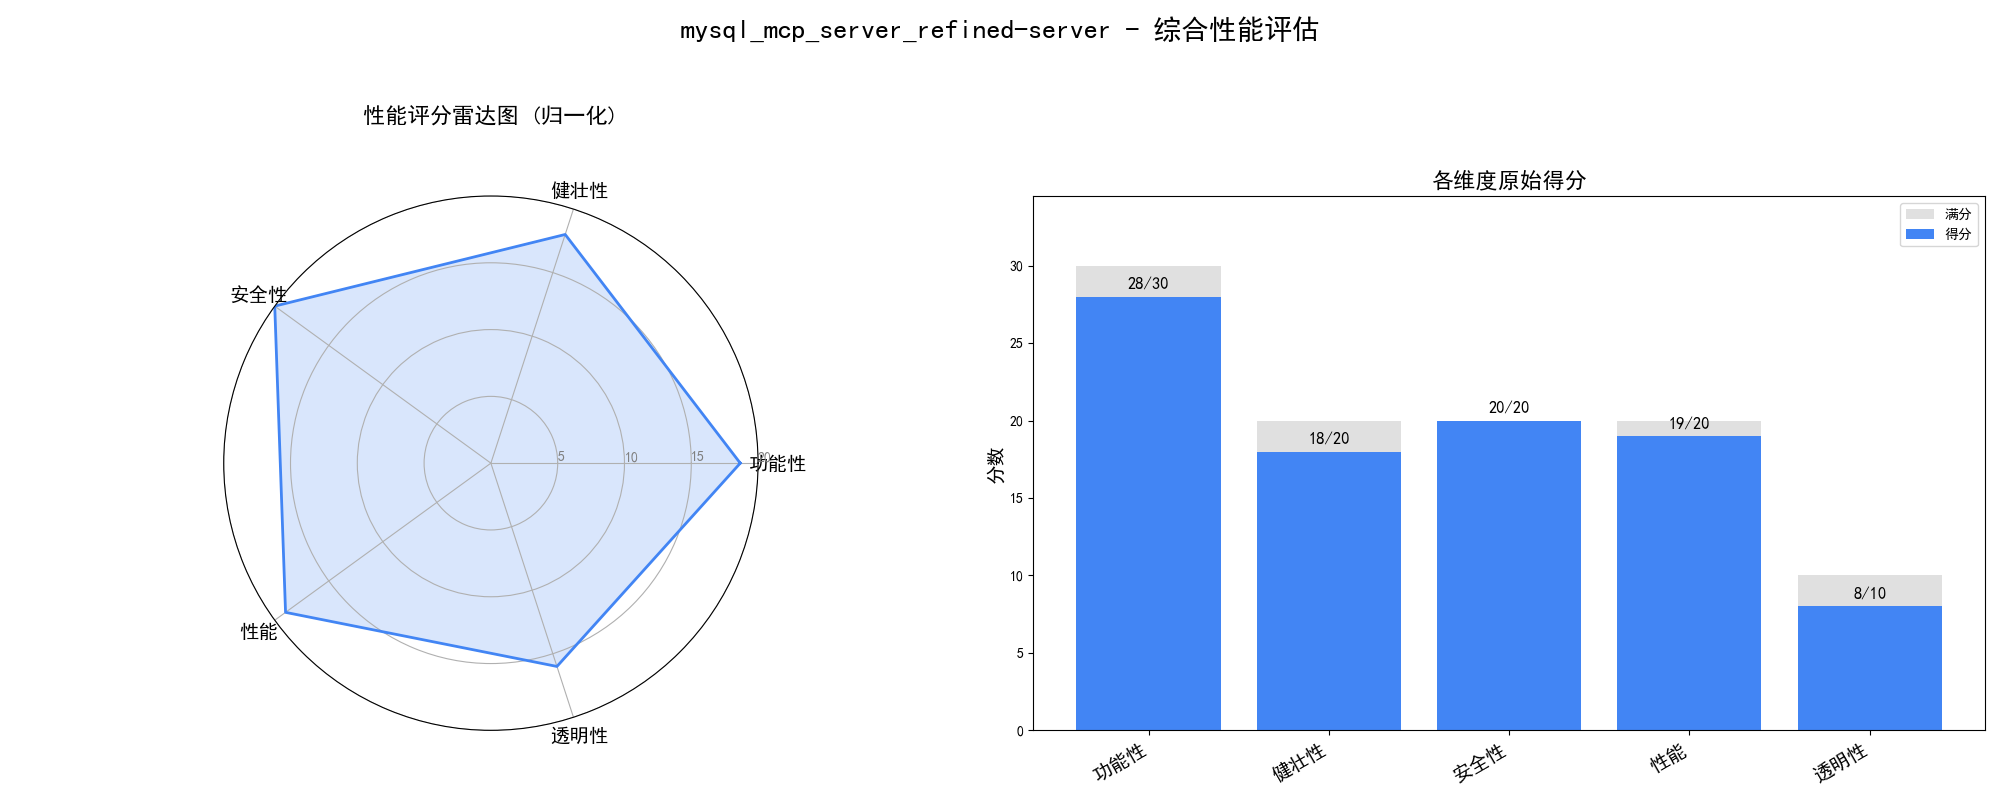 mysql_mcp_server_refined-server - 综合性能评估
性能评分雷达图 (归一化)
健壮性
安全性
5
10
15
20
功能性
性能
透明性
各维度原始得分
满分
得分
分数
30
25
20
15
10
5
0
28/30
18/20
20/20
19/20
8/10
功能性
健壮性
安全性
性能
透明性